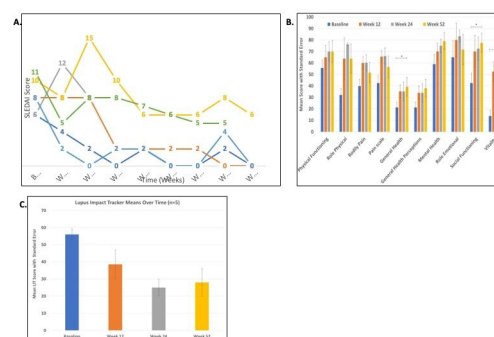 A.
SLEDAI Score
15
12
11
10
10
8
8
8
8
8
8
7
6
6
6
6
6
5
5
5
4
4
2
2
2
2
2
2
2
2
0
0
0
0
0
B...
W...
W...
W...
W...
W...
W...
W...
W...
Time (Weeks)
B.
Baseline
Week 12
Week 24
Week 52
Mean Score with Standard Error
100
90
80
70
60
50
40
30
20
10
0
Physical Functioning
Role Physical
Bodily Pain
Pain scale
General Health
General Health Perceptions
Mental Health
Role Emotional
Social Functioning
C.
Lupus Impact Tracker Means Over Time (n=5)
Mean LIT Score with Standard Error
70
60
50
40
30
20
10
0
Baseline
Week 12
Week 24
Week 52